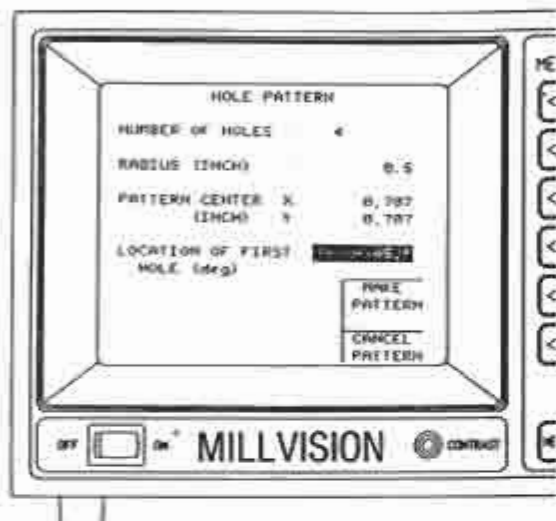 HOLE PATTERN
NUMBER OF HOLES 4
RADIUS (INCH) 0.5
PATTERN CENTER X 0.707
(INCH) Y 0.707
LOCATION OF FIRST
HOLE (deg)
MAKE
PATTERN
CANCEL
PATTERN
ME
OFF ON MILLVISION CONTRAST